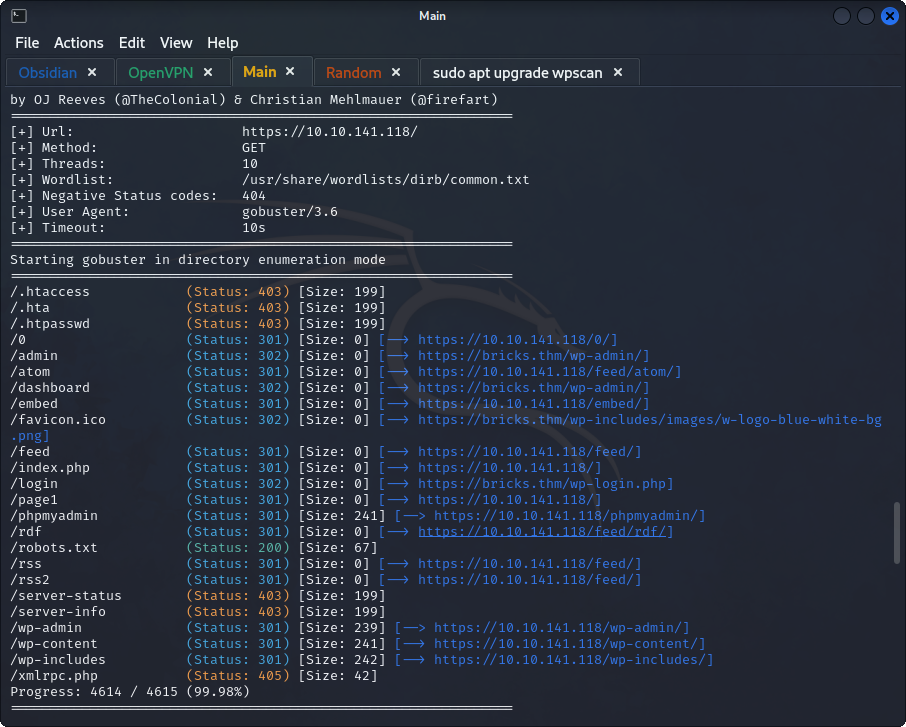 Main
File Actions Edit View Help
Obsidian × OpenVPN × Main × Random × sudo apt upgrade wpscan ×
by OJ Reeves (@TheColonial) & Christian Mehlmauer (@firefart)
===============================================================
[+] Url:                     https://10.10.141.118/
[+] Method:                  GET
[+] Threads:                 10
[+] Wordlist:                /usr/share/wordlists/dirb/common.txt
[+] Negative Status codes:   404
[+] User Agent:              gobuster/3.6
[+] Timeout:                 10s
===============================================================
Starting gobuster in directory enumeration mode
===============================================================
/.htaccess            (Status: 403) [Size: 199]
/.hta                 (Status: 403) [Size: 199]
/.htpasswd            (Status: 403) [Size: 199]
/0                    (Status: 301) [Size: 0] [--> https://10.10.141.118/0/]
/admin                (Status: 302) [Size: 0] [--> https://bricks.thm/wp-admin/]
/atom                 (Status: 301) [Size: 0] [--> https://10.10.141.118/feed/atom/]
/dashboard            (Status: 302) [Size: 0] [--> https://bricks.thm/wp-admin/]
/embed                (Status: 301) [Size: 0] [--> https://10.10.141.118/embed/]
/favicon.ico          (Status: 302) [Size: 0] [--> https://bricks.thm/wp-includes/images/w-logo-blue-white-bg
.png]
/feed                 (Status: 301) [Size: 0] [--> https://10.10.141.118/feed/]
/index.php            (Status: 301) [Size: 0] [--> https://10.10.141.118/]
/login                (Status: 302) [Size: 0] [--> https://bricks.thm/wp-login.php]
/page1                (Status: 301) [Size: 0] [--> https://10.10.141.118/]
/phpmyadmin           (Status: 301) [Size: 241] [--> https://10.10.141.118/phpmyadmin/]
/rdf                  (Status: 301) [Size: 0] [--> https://10.10.141.118/feed/rdf/]
/robots.txt           (Status: 200) [Size: 67]
/rss                  (Status: 301) [Size: 0] [--> https://10.10.141.118/feed/]
/rss2                 (Status: 301) [Size: 0] [--> https://10.10.141.118/feed/]
/server-status        (Status: 403) [Size: 199]
/server-info          (Status: 403) [Size: 199]
/wp-admin             (Status: 301) [Size: 239] [--> https://10.10.141.118/wp-admin/]
/wp-content           (Status: 301) [Size: 241] [--> https://10.10.141.118/wp-content/]
/wp-includes          (Status: 301) [Size: 242] [--> https://10.10.141.118/wp-includes/]
/xmlrpc.php           (Status: 405) [Size: 42]
Progress: 4614 / 4615 (99.98%)
===============================================================